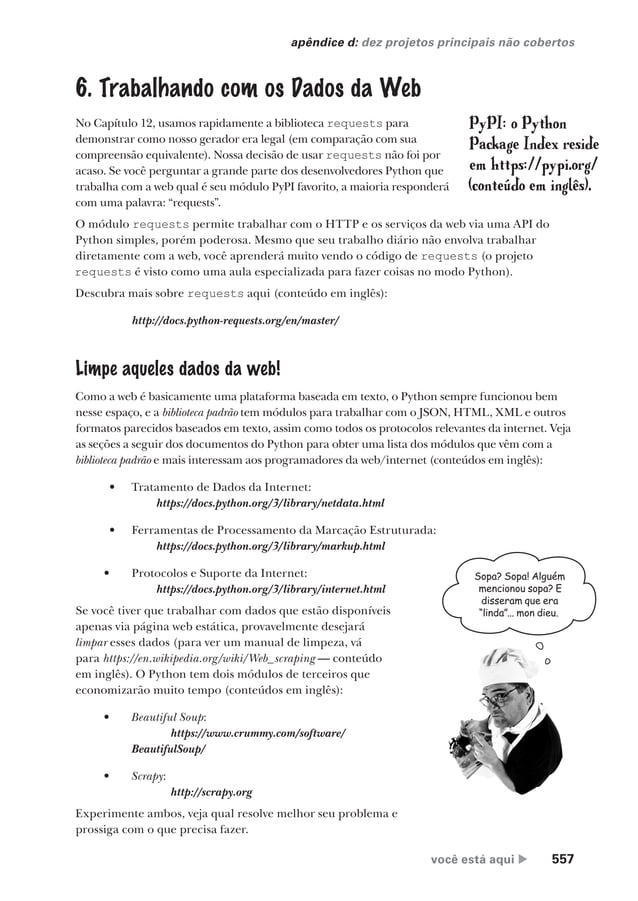 apêndice d: dez projetos principais não cobertos
6. Trabalhando com os Dados da Web
No Capítulo 12, usamos rapidamente a biblioteca requests para
demonstrar como nosso gerador era legal (em comparação com sua
compreensão equivalente). Nossa decisão de usar requests não foi por
acaso. Se você perguntar a grande parte dos desenvolvedores Python que
trabalha com a web qual é seu módulo PyPI favorito, a maioria responderá
com uma palavra: “requests”.
PyPI: o Python
Package Index reside
em https://pypi.org/
(conteúdo em inglês).
O módulo requests permite trabalhar com o HTTP e os serviços da web via uma API do
Python simples, porém poderosa. Mesmo que seu trabalho diário não envolva trabalhar
diretamente com a web, você aprenderá muito vendo o código de requests (o projeto
requests é visto como uma aula especializada para fazer coisas no modo Python).
Descubra mais sobre requests aqui (conteúdo em inglês):
http://docs.python-requests.org/en/master/
Limpe aqueles dados da web!
Como a web é basicamente uma plataforma baseada em texto, o Python sempre funcionou bem
nesse espaço, e a biblioteca padrão tem módulos para trabalhar com o JSON, HTML, XML e outros
formatos parecidos baseados em texto, assim como todos os protocolos relevantes da internet. Veja
as seções a seguir dos documentos do Python para obter uma lista dos módulos que vêm com a
biblioteca padrão e mais interessam aos programadores da web/internet (conteúdos em inglês):
• Tratamento de Dados da Internet:
https://docs.python.org/3/library/netdata.html
• Ferramentas de Processamento da Marcação Estruturada:
https://docs.python.org/3/library/markup.html
• Protocolos e Suporte da Internet:
https://docs.python.org/3/library/internet.html
Se você tiver que trabalhar com dados que estão disponíveis
apenas via página web estática, provavelmente desejará
limpar esses dados (para ver um manual de limpeza, vá
para https://en.wikipedia.org/wiki/Web_scraping — conteúdo
em inglês). O Python tem dois módulos de terceiros que
economizarão muito tempo (conteúdos em inglês):
• Beautiful Soup:
https://www.crummy.com/software/
BeautifulSoup/
• Scrapy:
http://scrapy.org
Experimente ambos, veja qual resolve melhor seu problema e
prossiga com o que precisa fazer.
Sopa? Sopa! Alguém
mencionou sopa? E
disseram que era
“linda”... mon dieu.
você está aqui ▶ 557